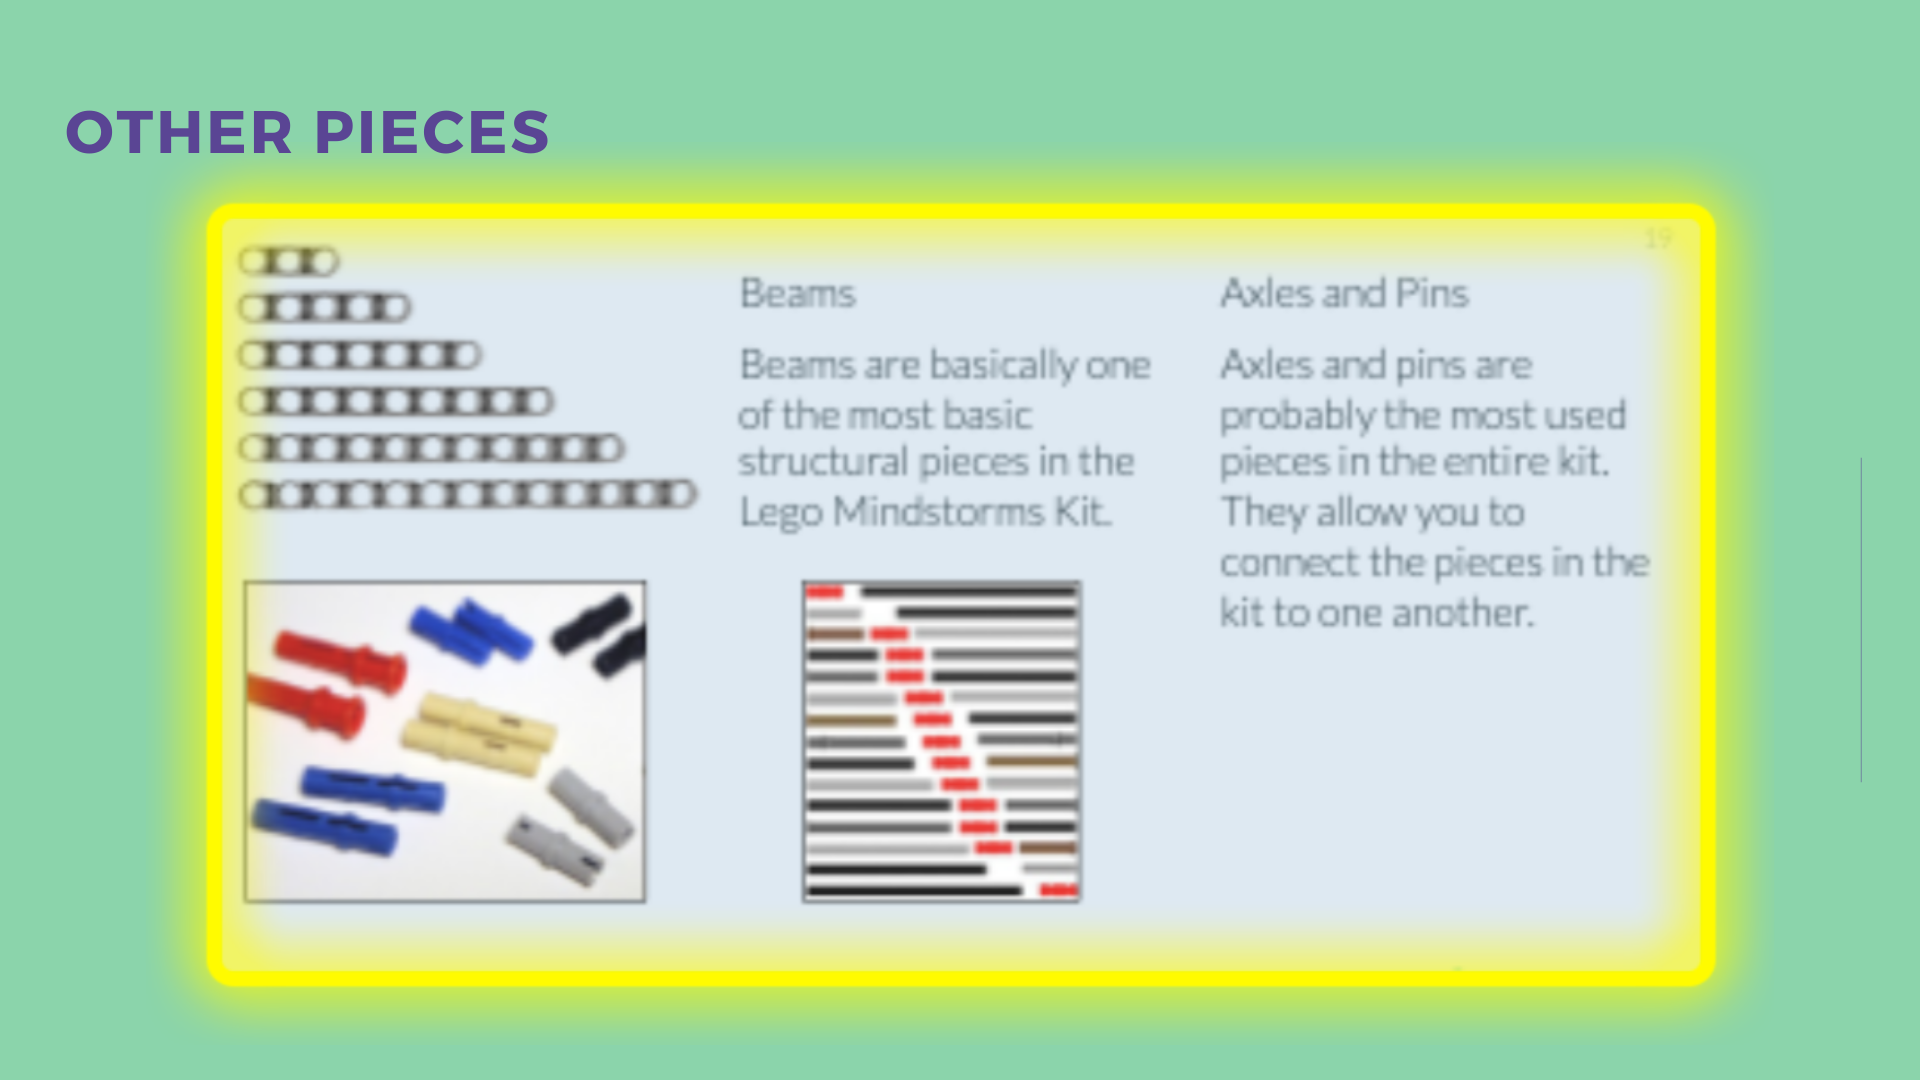 OTHER PIECES
19
Beams
Beams are basically one
of the most basic
structural pieces in the
Lego Mindstorms Kit.
Axles and Pins
Axles and pins are
probably the most used
pieces in the entire kit.
They allow you to
connect the pieces in the
kit to one another.